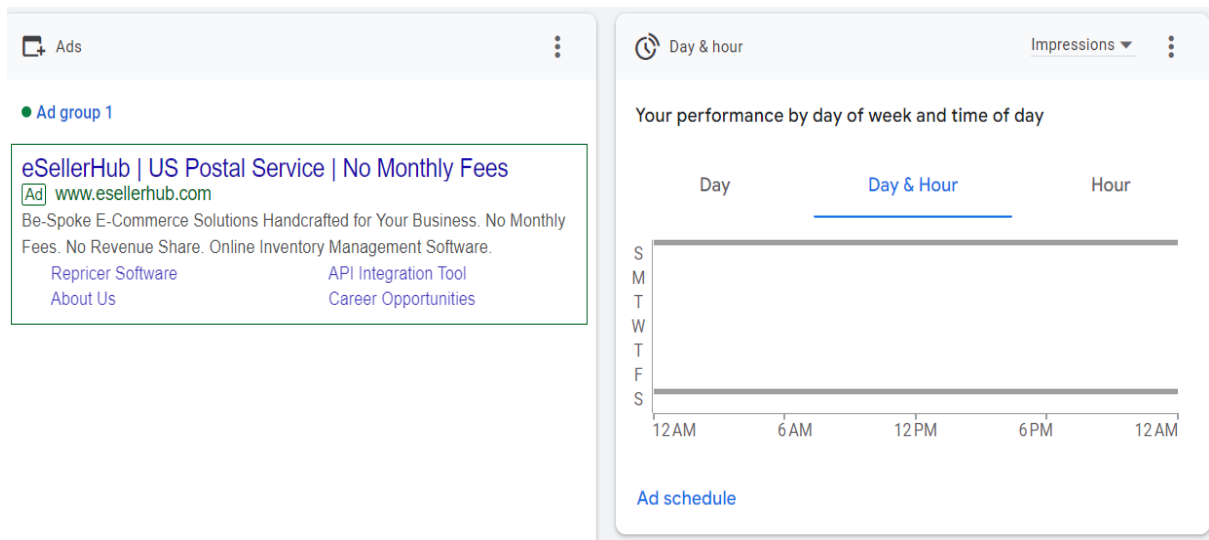 Ads
Ad group 1
eSellerHub | US Postal Service | No Monthly Fees
Ad www.esellerhub.com
Be-Spoke E-Commerce Solutions Handcrafted for Your Business. No Monthly
Fees. No Revenue Share. Online Inventory Management Software.
Repricer Software API Integration Tool
About Us Career Opportunities
Day & hour Impressions
Your performance by day of week and time of day
Day Day & Hour Hour
S
M
T
W
T
F
S
12 AM 6 AM 12 PM 6 PM 12 AM
Ad schedule